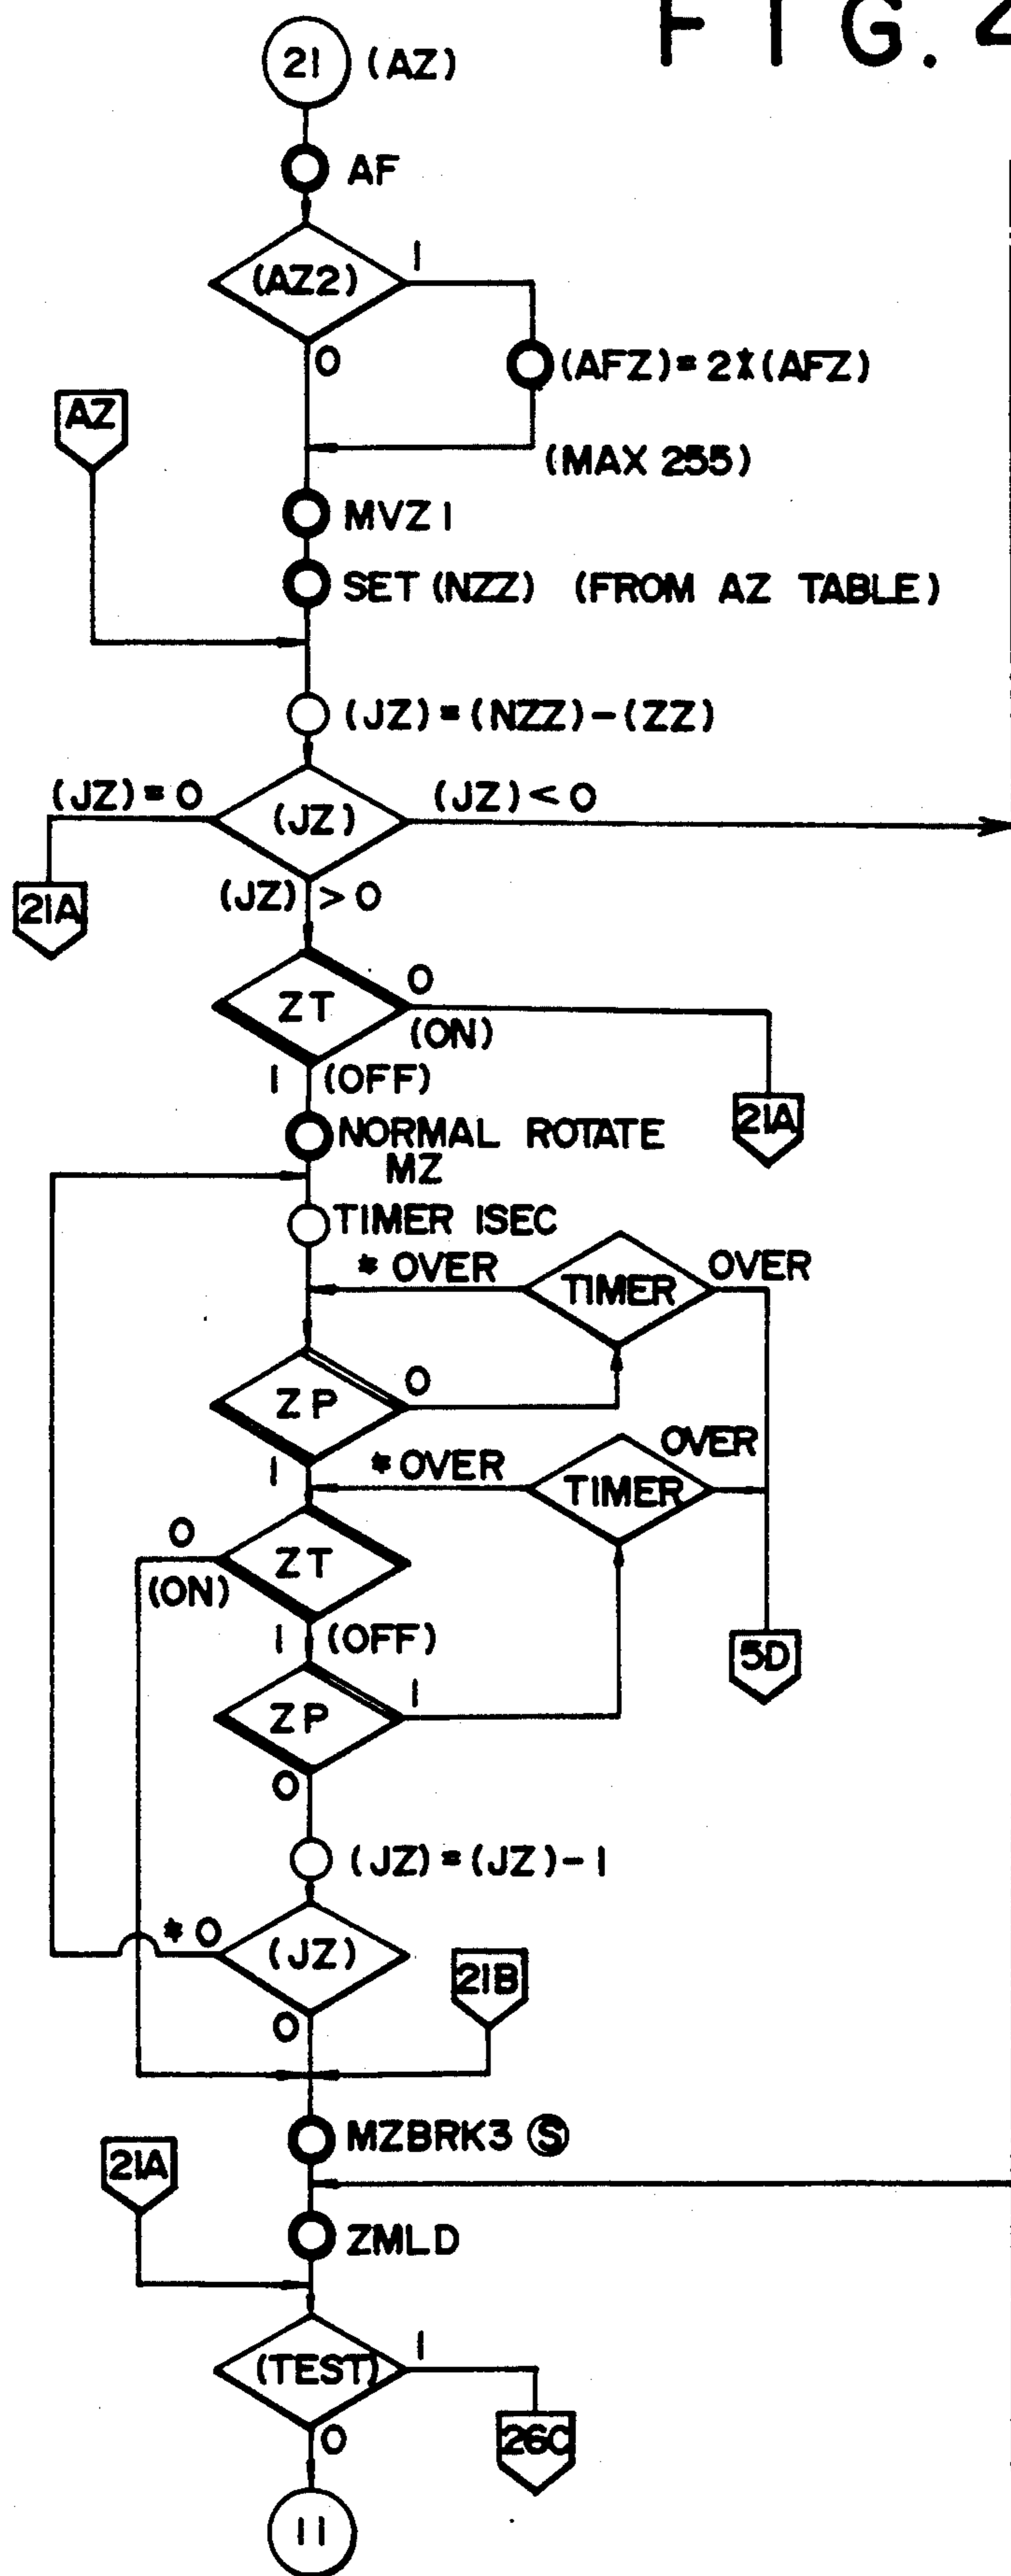 FIG. 4
21 (AZ)
AF
(AZ2)
1
0
(AFZ)=2*(AFZ)
AZ
(MAX 255)
MVZ1
SET (NZZ) (FROM AZ TABLE)
(JZ)=(NZZ)-(ZZ)
(JZ)=0
(JZ)
(JZ)<0
21A
(JZ)>0
ZT
0
(ON)
1 (OFF)
21A
NORMAL ROTATE
MZ
TIMER 1SEC
* OVER
TIMER
OVER
ZP
0
1
* OVER
TIMER
OVER
0
(ON)
ZT
1 (OFF)
5D
ZP
1
0
(JZ)=(JZ)-1
* 0
(JZ)
21B
0
MZBRK3 Ⓢ
21A
ZMLD
(TEST)
1
0
26C
11